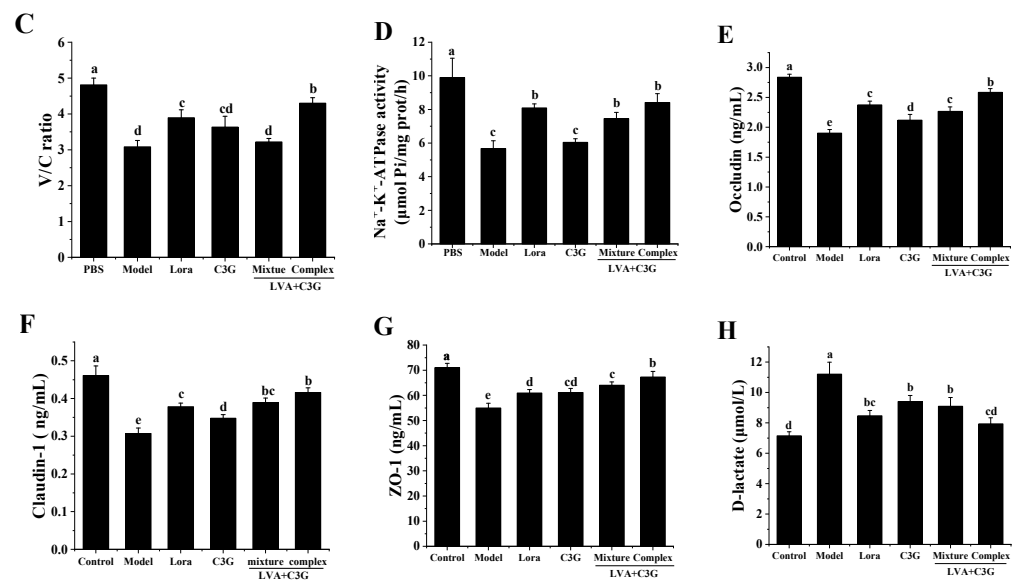 C
V/C ratio
6
5
4
3
2
1
0
a
d
c
cd
d
b
PBS Model Lora C3G Mixtue Complex
LVA+C3G
D
Na⁺-K⁺-ATPase activity
(μmol Pi/mg prot/h)
12
10
8
6
4
2
0
a
c
b
c
b
b
PBS Model Lora C3G Mixture Complex
LVA+C3G
E
Occludin (ng/mL)
3.0
2.5
2.0
1.5
1.0
0.5
0.0
a
e
c
d
c
b
Control Model Lora C3G Mixture Complex
LVA+C3G
F
Claudin-1 ( ng/mL)
0.5
0.4
0.3
0.2
0.1
0.0
a
e
c
d
bc
b
Control Model Lora C3G mixture complex
LVA+C3G
G
ZO-1 (ng/mL)
80
70
60
50
40
30
20
10
0
a
e
d
cd
c
b
Control Model Lora C3G Mixture Complex
LVA+C3G
H
D-lactate (μmol/L)
12
10
8
6
4
2
0
d
a
bc
b
b
cd
Control Model Lora C3G Mixture Complex
LVA+C3G